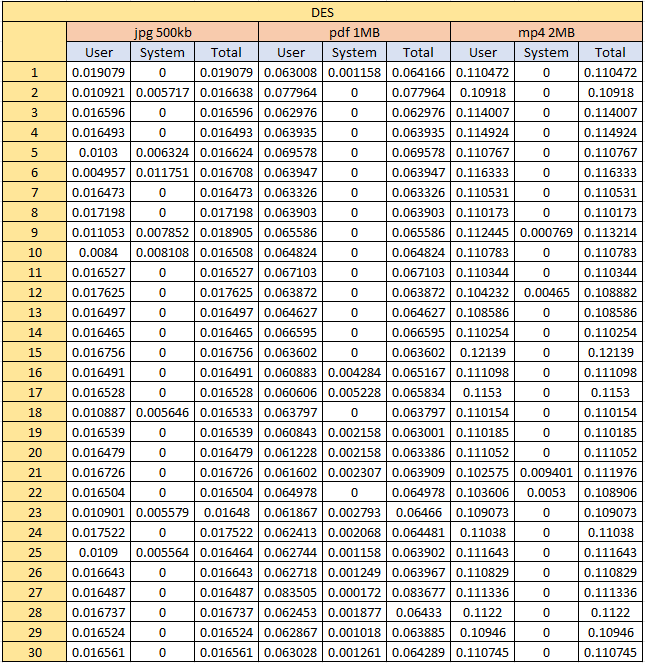 DES
jpg 500kb pdf 1MB mp4 2MB
User System Total User System Total User System Total
1 0.019079 0 0.019079 0.063008 0.001158 0.064166 0.110472 0 0.110472
2 0.010921 0.005717 0.016638 0.077964 0 0.077964 0.10918 0 0.10918
3 0.016596 0 0.016596 0.062976 0 0.062976 0.114007 0 0.114007
4 0.016493 0 0.016493 0.063935 0 0.063935 0.114924 0 0.114924
5 0.0103 0.006324 0.016624 0.069578 0 0.069578 0.110767 0 0.110767
6 0.004957 0.011751 0.016708 0.063947 0 0.063947 0.116333 0 0.116333
7 0.016473 0 0.016473 0.063326 0 0.063326 0.110531 0 0.110531
8 0.017198 0 0.017198 0.063903 0 0.063903 0.110173 0 0.110173
9 0.011053 0.007852 0.018905 0.065586 0 0.065586 0.112445 0.000769 0.113214
10 0.0084 0.008108 0.016508 0.064824 0 0.064824 0.110783 0 0.110783
11 0.016527 0 0.016527 0.067103 0 0.067103 0.110344 0 0.110344
12 0.017625 0 0.017625 0.063872 0 0.063872 0.104232 0.00465 0.108882
13 0.016497 0 0.016497 0.064627 0 0.064627 0.108586 0 0.108586
14 0.016465 0 0.016465 0.066595 0 0.066595 0.110254 0 0.110254
15 0.016756 0 0.016756 0.063602 0 0.063602 0.12139 0 0.12139
16 0.016491 0 0.016491 0.060883 0.004284 0.065167 0.111098 0 0.111098
17 0.016528 0 0.016528 0.060606 0.005228 0.065834 0.1153 0 0.1153
18 0.010887 0.005646 0.016533 0.063797 0 0.063797 0.110154 0 0.110154
19 0.016539 0 0.016539 0.060843 0.002158 0.063001 0.110185 0 0.110185
20 0.016479 0 0.016479 0.061228 0.002158 0.063386 0.111052 0 0.111052
21 0.016726 0 0.016726 0.061602 0.002307 0.063909 0.102575 0.009401 0.111976
22 0.016504 0 0.016504 0.064978 0 0.064978 0.103606 0.0053 0.108906
23 0.010901 0.005579 0.01648 0.061867 0.002793 0.06466 0.109073 0 0.109073
24 0.017522 0 0.017522 0.062413 0.002068 0.064481 0.11038 0 0.11038
25 0.0109 0.005564 0.016464 0.062744 0.001158 0.063902 0.111643 0 0.111643
26 0.016643 0 0.016643 0.062718 0.001249 0.063967 0.110829 0 0.110829
27 0.016487 0 0.016487 0.083505 0.000172 0.083677 0.111336 0 0.111336
28 0.016737 0 0.016737 0.062453 0.001877 0.06433 0.1122 0 0.1122
29 0.016524 0 0.016524 0.062867 0.001018 0.063885 0.10946 0 0.10946
30 0.016561 0 0.016561 0.063028 0.001261 0.064289 0.110745 0 0.110745